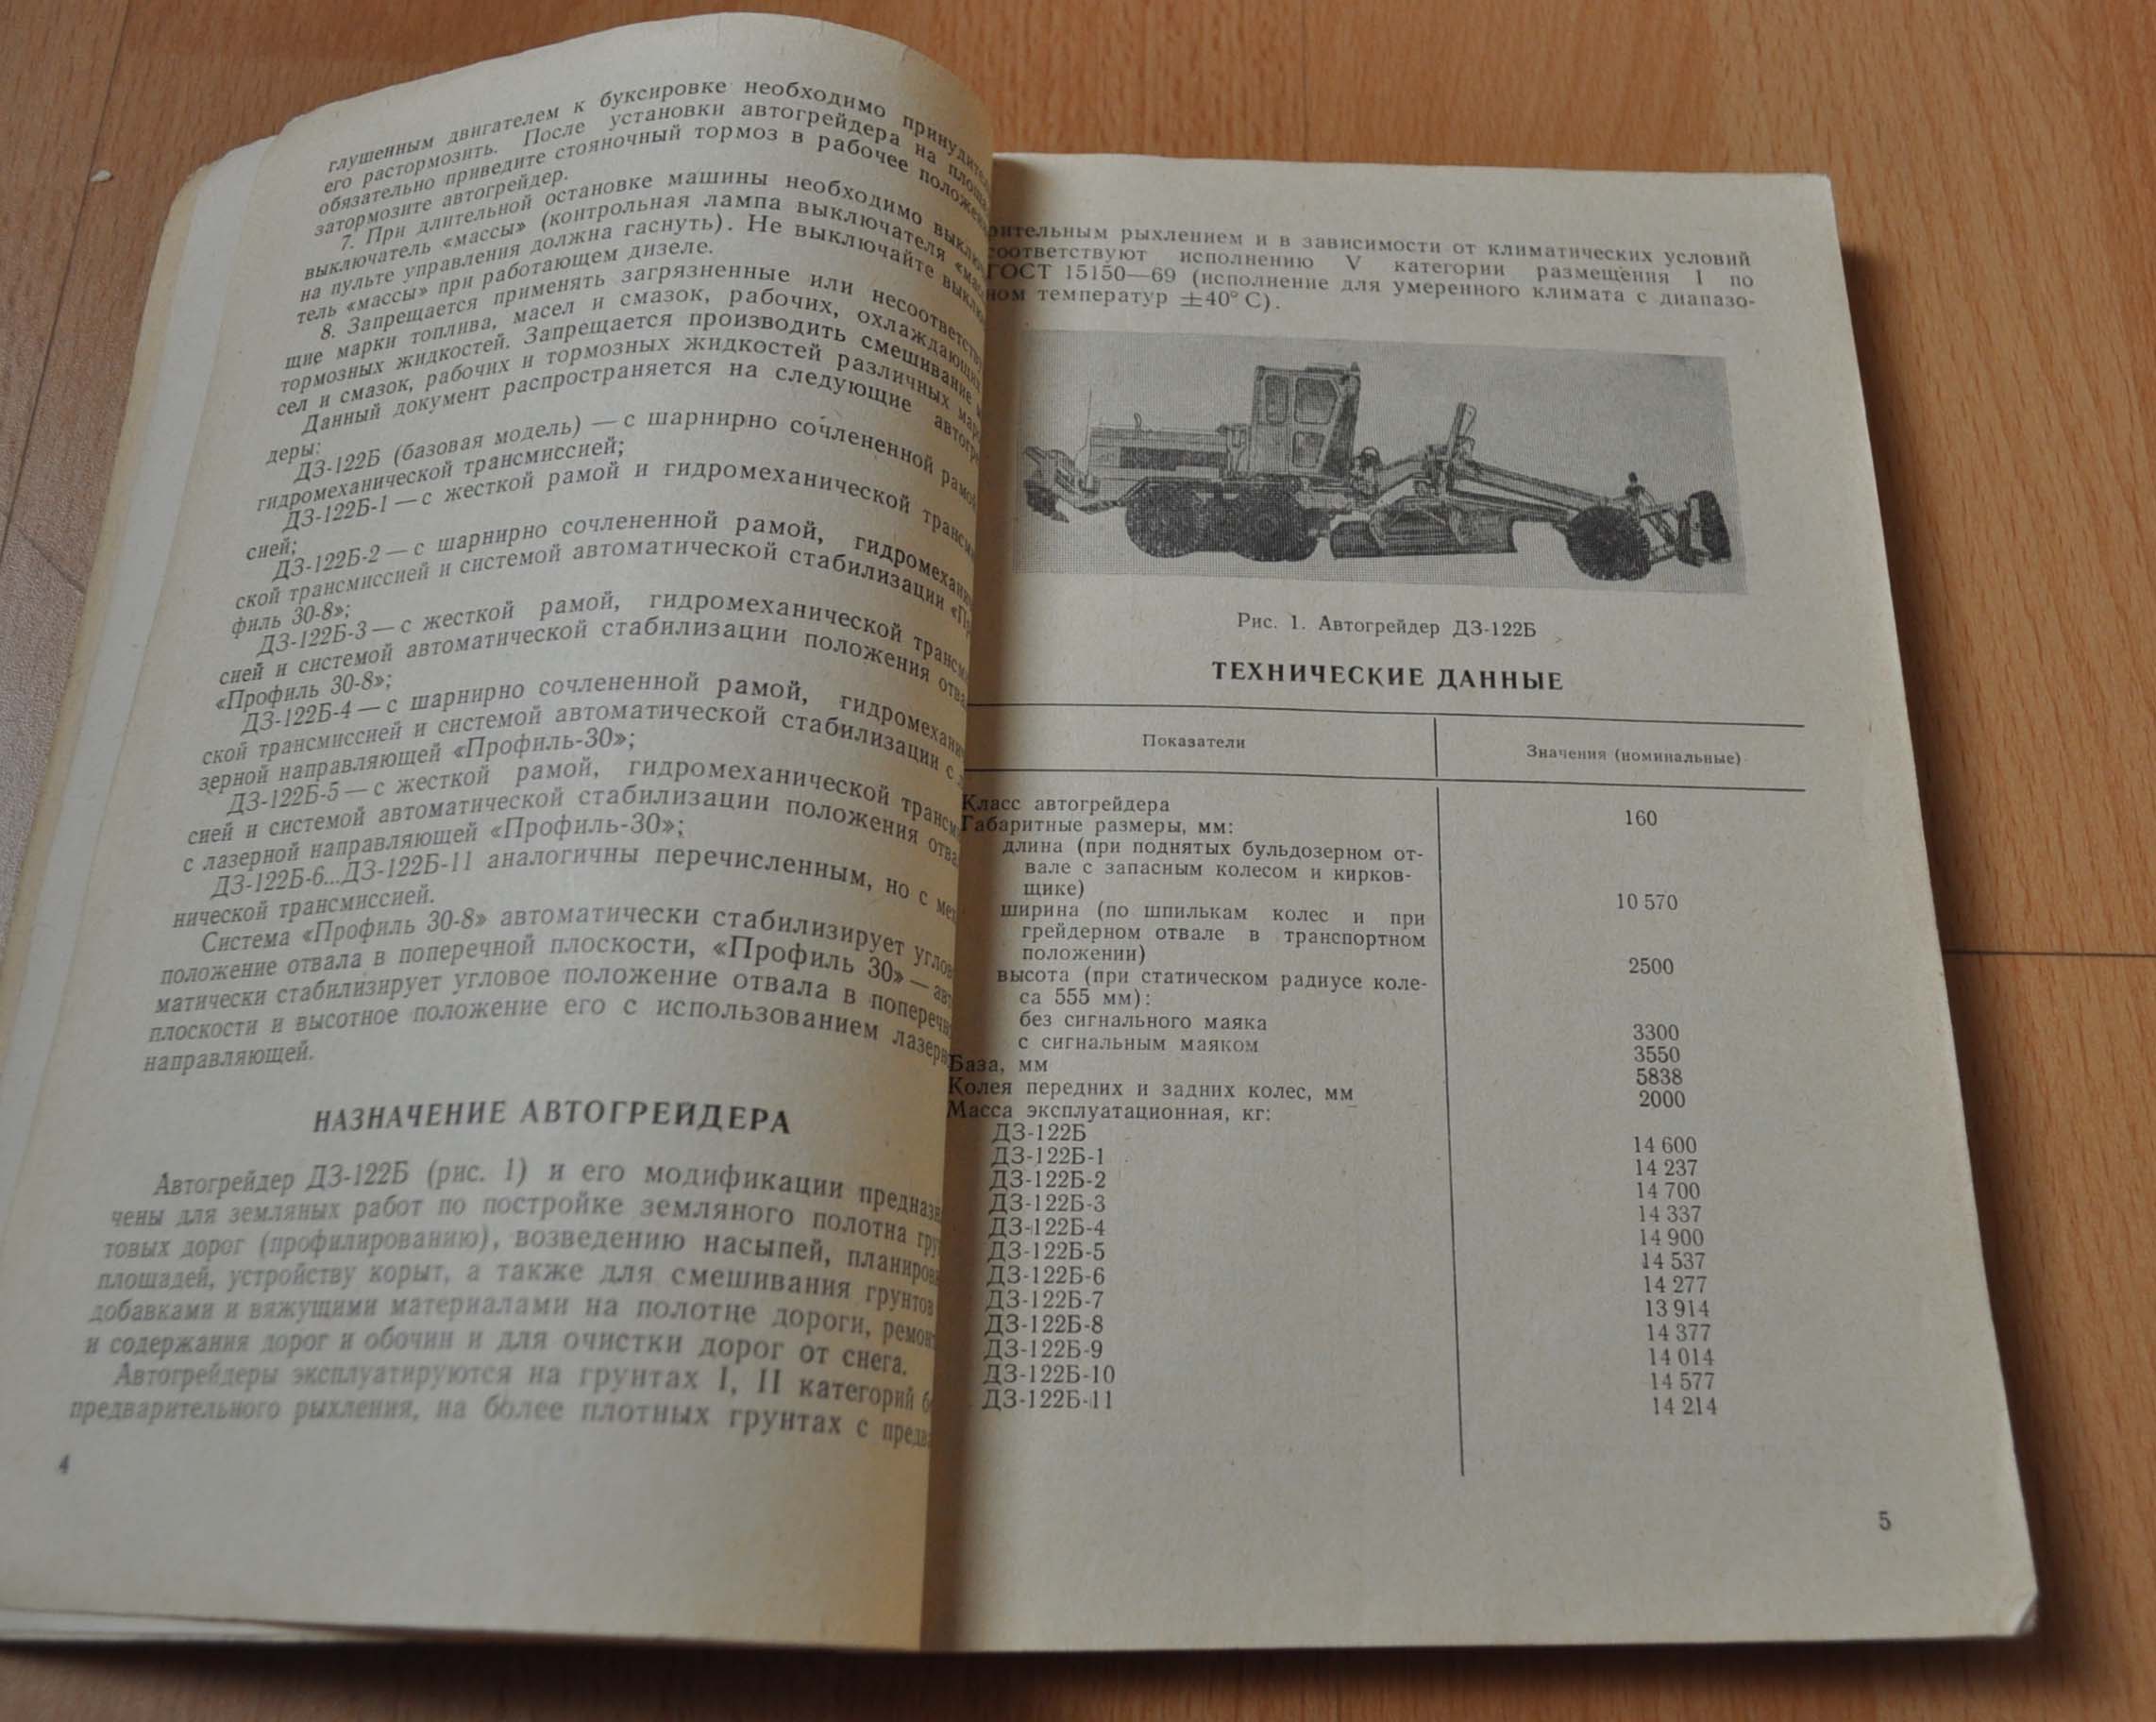 глушенным двигателем к буксировке необходимо
его расторможить. После установки автогрейдера на
обязательно приведите стояночный тормоз в рабочее
затормозите автогрейдер.
7. При длительной остановке машины необходимо
выключатель «массы» (контрольная лампа выключателя
на пульте управления должна гаснуть). Не выключайте
тель «массы» при работающем дизеле.
8. Запрещается применять загрязненные или
щие марки топлива, масел и смазок, рабочих, охлаждающих
тормозных жидкостей. Запрещается производить смешивание
сел и смазок, рабочих и тормозных жидкостей различных
Данный документ распространяется на следующие
деры:
ДЗ-122Б (базовая модель) — с шарнирно сочлененной рамой
гидромеханической трансмиссией;
ДЗ-122Б-1 — с жесткой рамой и гидромеханической
сией;
ДЗ-122Б-2 — с шарнирно сочлененной рамой,
ской трансмиссией и системой автоматической стабилизации
филь 30-8»;
ДЗ-122Б-3 — с жесткой рамой, гидромеханической
сией и системой автоматической стабилизации положения
«Профиль 30-8»;
ДЗ-122Б-4 — с шарнирно сочлененной рамой,
ской трансмиссией и системой автоматической стабилизации с
зерной направляющей «Профиль-30»;
ДЗ-122Б-5 — с жесткой рамой, гидромеханической
сией и системой автоматической стабилизации положения
с лазерной направляющей «Профиль-30»;
ДЗ-122Б-6...ДЗ-122Б-11 аналогичны перечисленным, но с
нической трансмиссией.
Система «Профиль 30-8» автоматически стабилизирует
положение отвала в поперечной плоскости, «Профиль 30» —
матически стабилизирует угловое положение отвала в
плоскости и высотное положение его с использованием
направляющей.
НАЗНАЧЕНИЕ АВТОГРЕЙДЕРА
Автогрейдер ДЗ-122Б (рис. 1) и его модификации
чены для земляных работ по постройке земляного полотна
товых дорог (профилированию), возведению насыпей,
площадей, устройству корыт, а также для смешивания грунтов
добавками и вяжущими материалами на полотне дороги,
и содержания дорог и обочин и для очистки дорог от снега.
Автогрейдеры эксплуатируются на грунтах I, II категорий
предварительного рыхления, на более плотных грунтах с
4
рительным рыхлением и в зависимости от климатических условий
соответствуют исполнению V категории размещения 1 по
ГОСТ 15150—69 (исполнение для умеренного климата с диапазо-
ном температур ±40° С).
Рис. 1. Автогрейдер ДЗ-122Б
ТЕХНИЧЕСКИЕ ДАННЫЕ
Показатели Значения (номинальные)
Класс автогрейдера 160
Габаритные размеры, мм:
длина (при поднятых бульдозерном от-
вале с запасным колесом и кирков-
щике) 10 570
ширина (по шпилькам колес и при
грейдерном отвале в транспортном
положении) 2500
высота (при статическом радиусе коле-
са 555 мм):
без сигнального маяка 3300
с сигнальным маяком 3550
База, мм 5838
Колея передних и задних колес, мм 2000
Масса эксплуатационная, кг:
ДЗ-122Б 14 600
ДЗ-122Б-1 14 237
ДЗ-122Б-2 14 700
ДЗ-122Б-3 14 337
ДЗ-122Б-4 14 900
ДЗ-122Б-5 14 537
ДЗ-122Б-6 14 277
ДЗ-122Б-7 13 914
ДЗ-122Б-8 14 377
ДЗ-122Б-9 14 014
ДЗ-122Б-10 14 577
ДЗ-122Б-11 14 214
5